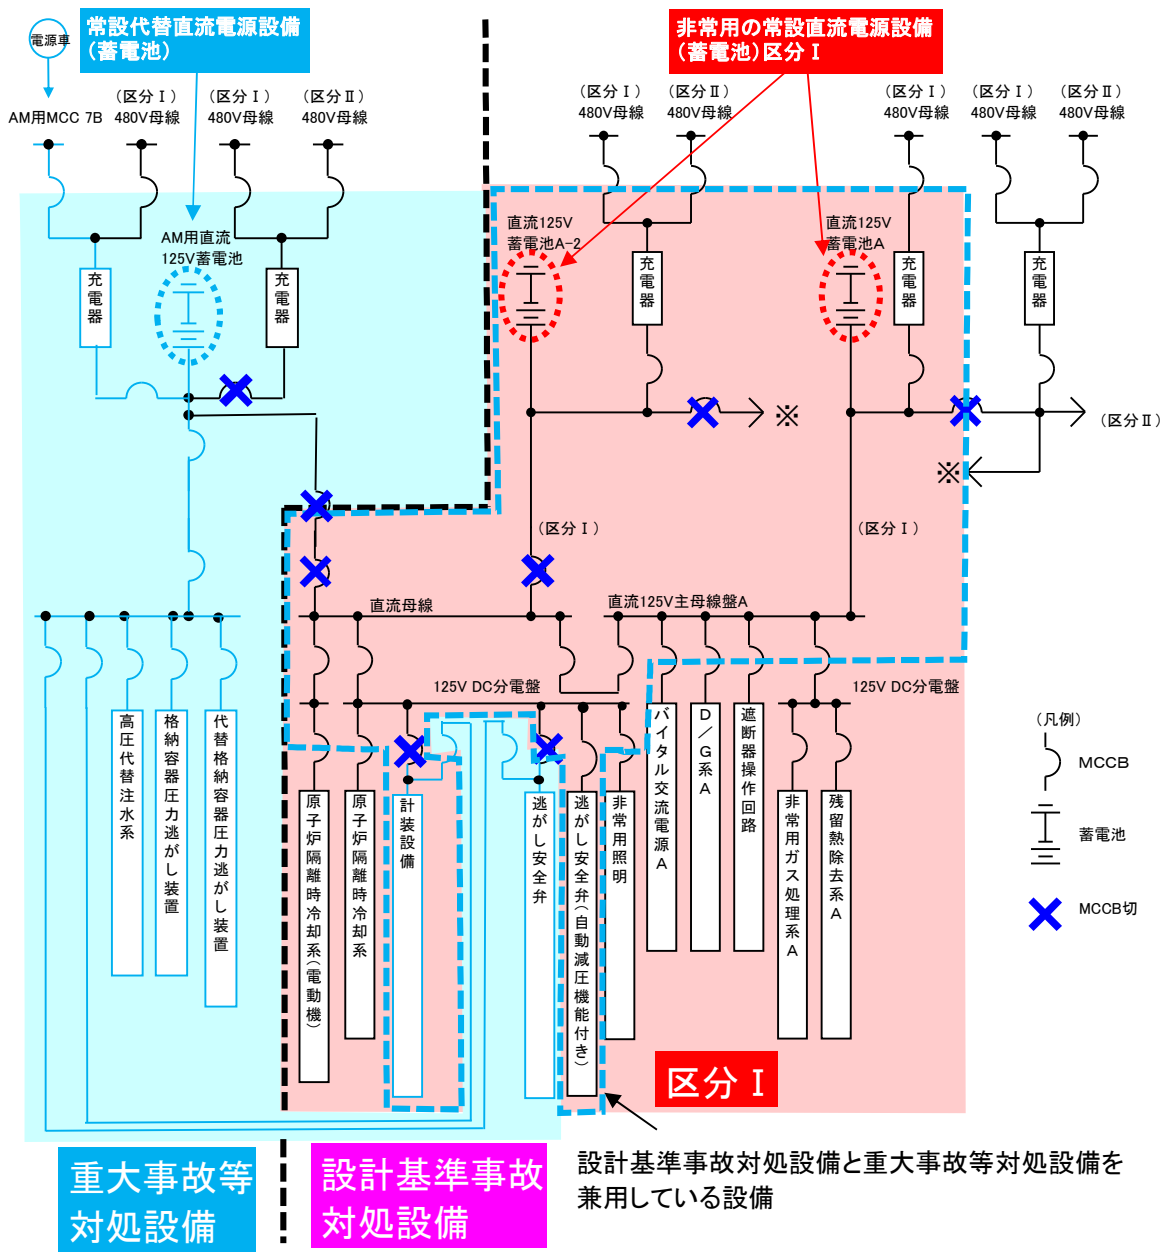 電源車
常設代替直流電源設備
(蓄電池)
非常用の常設直流電源設備
(蓄電池)区分Ⅰ
(区分Ⅰ)
(区分Ⅰ)
(区分Ⅱ)
AM用MCC 7B
480V母線
480V母線
480V母線
(区分Ⅰ)
(区分Ⅱ)
480V母線
480V母線
(区分Ⅰ)
(区分Ⅰ)
(区分Ⅱ)
480V母線
480V母線
480V母線
AM用直流
125V蓄電池
直流125V
蓄電池A-2
直流125V
蓄電池A
充電器
充電器
充電器
充電器
充電器
※
(区分Ⅱ)
※
(区分Ⅰ)
(区分Ⅰ)
直流母線
直流125V主母線盤A
125V DC分電盤
125V DC分電盤
高圧代替注水系
格納容器圧力逃がし装置
代替格納容器圧力逃がし装置
原子炉隔離時冷却系(電動機)
原子炉隔離時冷却系
計装設備
逃がし安全弁
逃がし安全弁(自動減圧機能付き)
非常用照明
バイタル交流電源A
D/G系A
遮断器操作回路
非常用ガス処理系A
残留熱除去系A
(凡例)
MCCB
蓄電池
MCCB切
区分Ⅰ
重大事故等
対処設備
設計基準事故
対処設備
設計基準事故対処設備と重大事故等対処設備を
兼用している設備